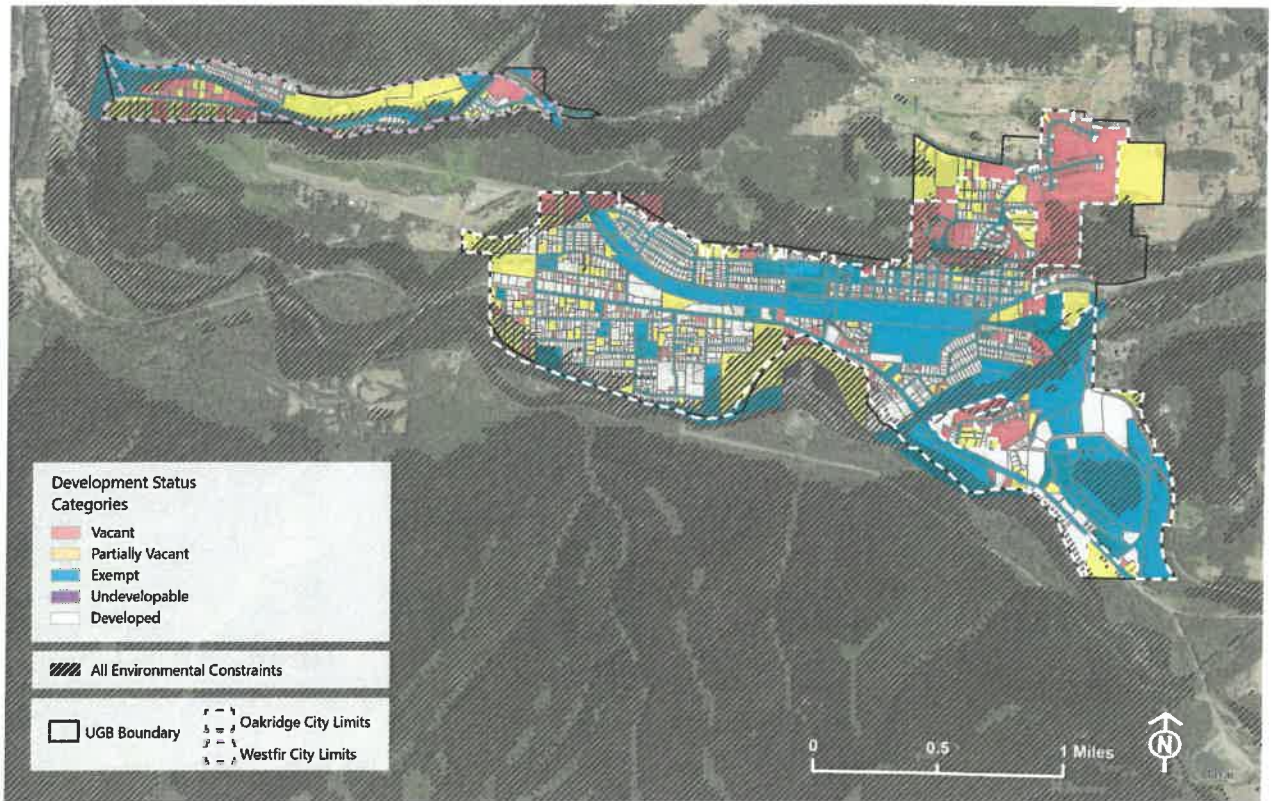 Development Status
Categories
Vacant
Partially Vacant
Exempt
Undevelopable
Developed
All Environmental Constraints
UGB Boundary
Oakridge City Limits
Westfir City Limits
0 0.5 1 Miles
N